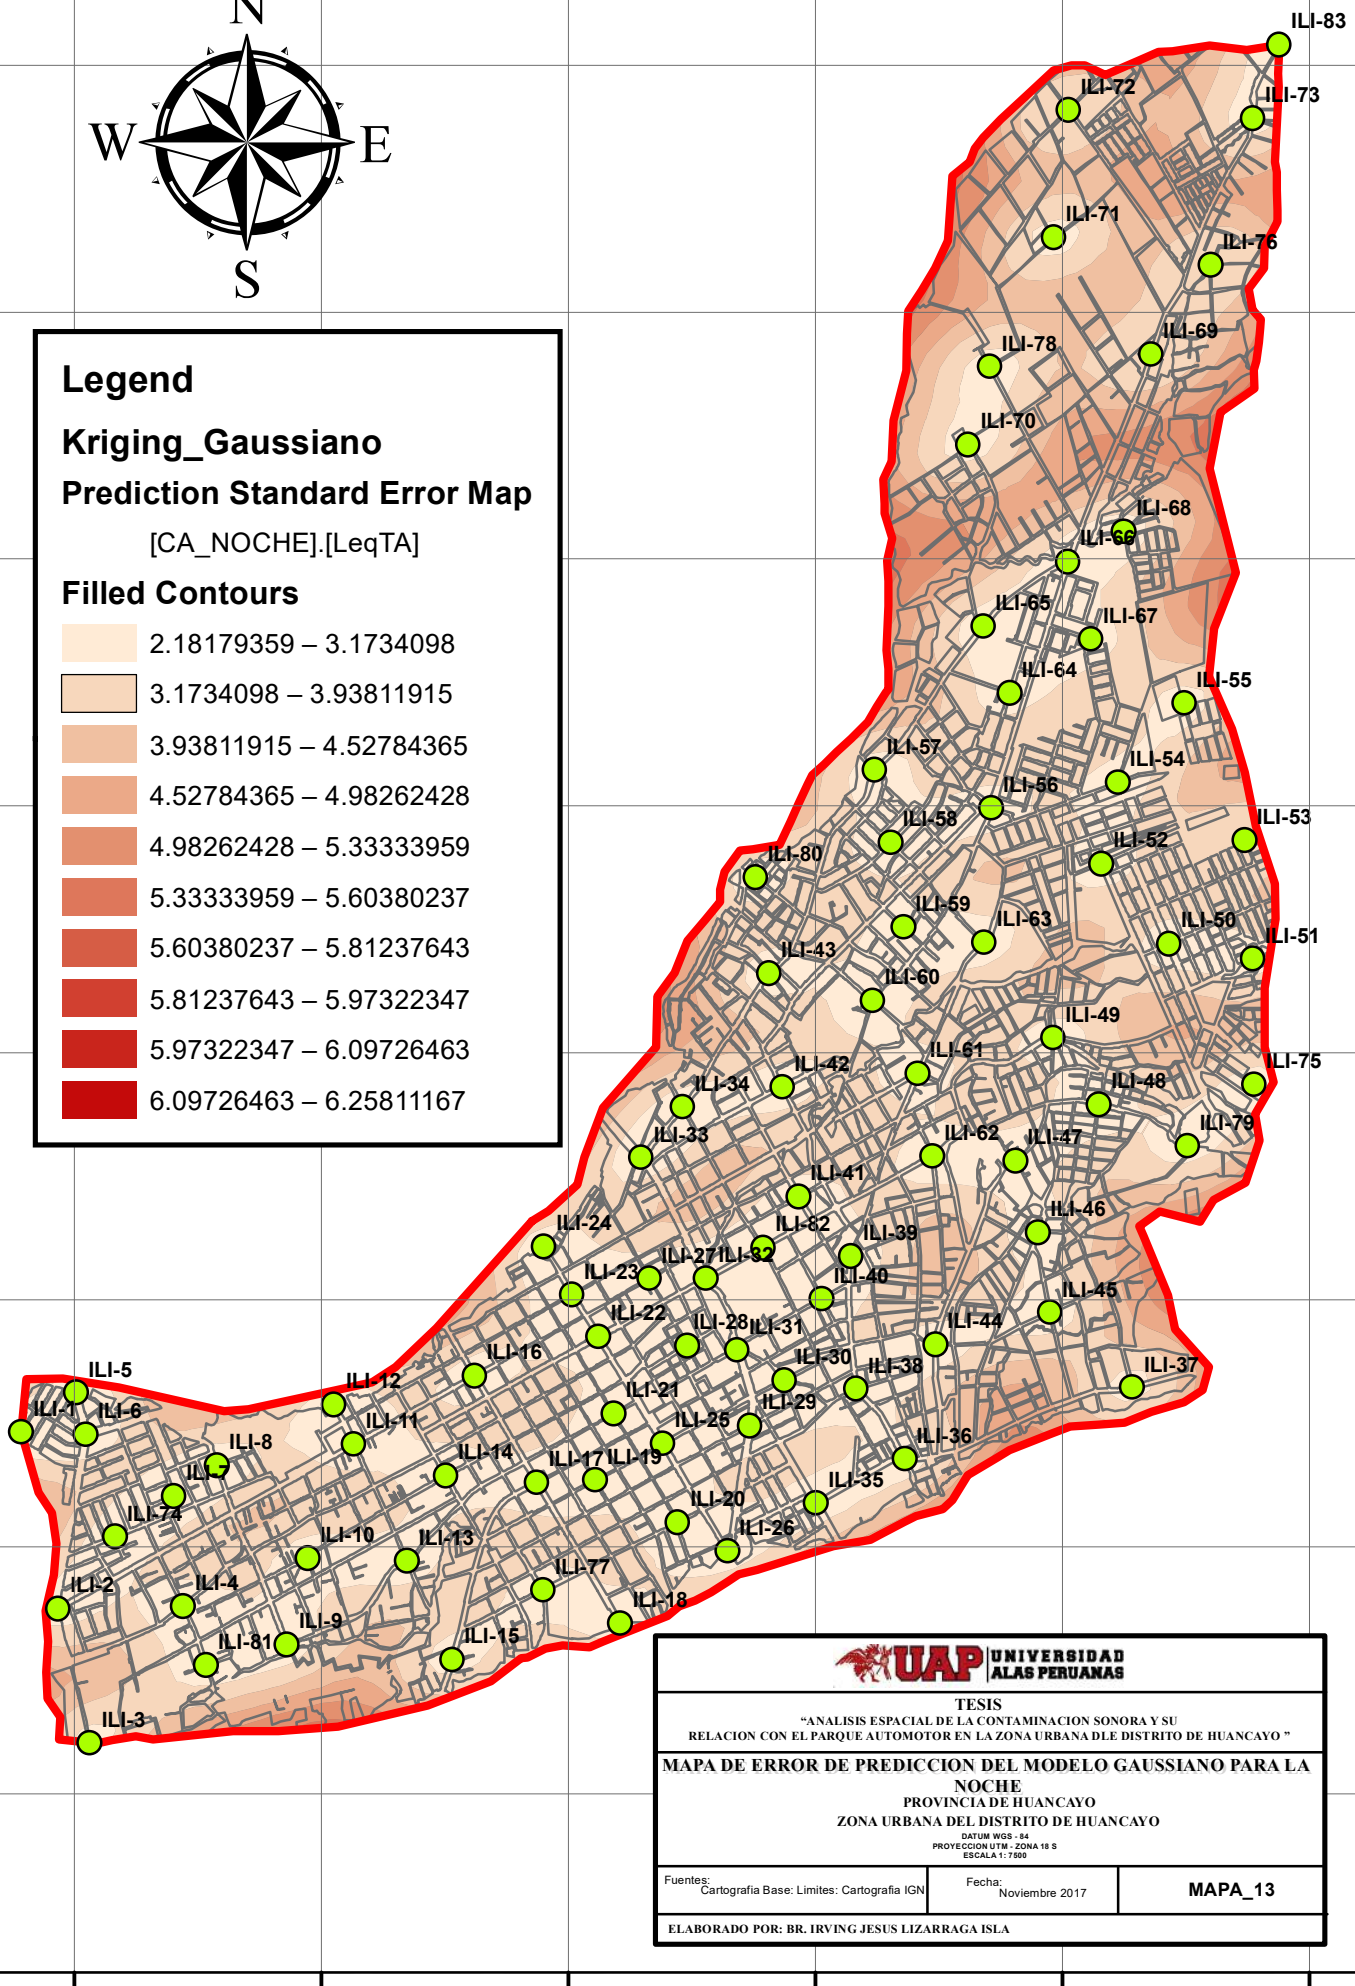 N
W
E
S
Legend
Kriging_Gaussiano
Prediction Standard Error Map
[CA_NOCHE].[LeqTA]
Filled Contours
2.18179359 – 3.1734098
3.1734098 – 3.93811915
3.93811915 – 4.52784365
4.52784365 – 4.98262428
4.98262428 – 5.33333959
5.33333959 – 5.60380237
5.60380237 – 5.81237643
5.81237643 – 5.97322347
5.97322347 – 6.09726463
6.09726463 – 6.25811167
ILI-83
ILI-72
ILI-73
ILI-71
ILI-76
ILI-69
ILI-78
ILI-70
ILI-68
ILI-66
ILI-65
ILI-67
ILI-64
ILI-55
ILI-57
ILI-54
ILI-56
ILI-58
ILI-53
ILI-52
ILI-80
ILI-59
ILI-63
ILI-50
ILI-51
ILI-43
ILI-60
ILI-49
ILI-61
ILI-75
ILI-42
ILI-34
ILI-48
ILI-79
ILI-33
ILI-62
ILI-47
ILI-41
ILI-46
ILI-24
ILI-82
ILI-39
ILI-27
ILI-32
ILI-23
ILI-40
ILI-45
ILI-22
ILI-28
ILI-31
ILI-44
ILI-16
ILI-30
ILI-38
ILI-37
ILI-5
ILI-12
ILI-21
ILI-29
ILI-1
ILI-6
ILI-11
ILI-25
ILI-8
ILI-36
ILI-7
ILI-14
ILI-17
ILI-19
ILI-35
ILI-74
ILI-20
ILI-26
ILI-10
ILI-13
ILI-77
ILI-2
ILI-4
ILI-18
ILI-9
ILI-81
ILI-15
ILI-3
UAP UNIVERSIDAD
ALAS PERUANAS
TESIS
“ANALISIS ESPACIAL DE LA CONTAMINACION SONORA Y SU
RELACION CON EL PARQUE AUTOMOTOR EN LA ZONA URBANA DLE DISTRITO DE HUANCAYO ”
MAPA DE ERROR DE PREDICCION DEL MODELO GAUSSIANO PARA LA
NOCHE
PROVINCIA DE HUANCAYO
ZONA URBANA DEL DISTRITO DE HUANCAYO
DATUM WGS - 84
PROYECCION UTM - ZONA 18 S
ESCALA 1: 7500
Fuentes:
Cartografia Base: Limites: Cartografia IGN
Fecha:
Noviembre 2017
MAPA_13
ELABORADO POR: BR. IRVING JESUS LIZARRAGA ISLA